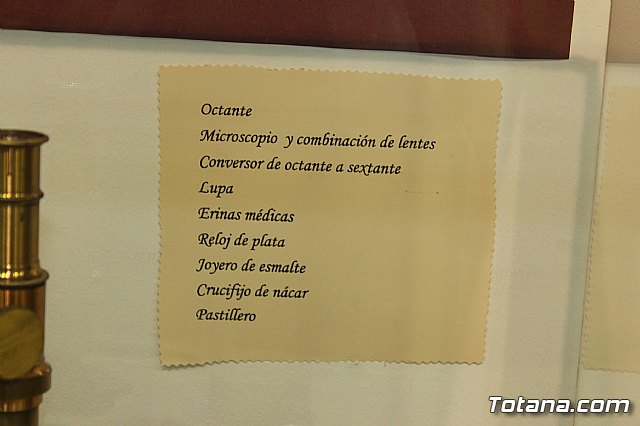 Octante
Microscopio y combinación de lentes
Conversor de octante a sextante
Lupa
Erinas médicas
Reloj de plata
Joyero de esmalte
Crucifijo de nácar
Pastillero
Totana.com